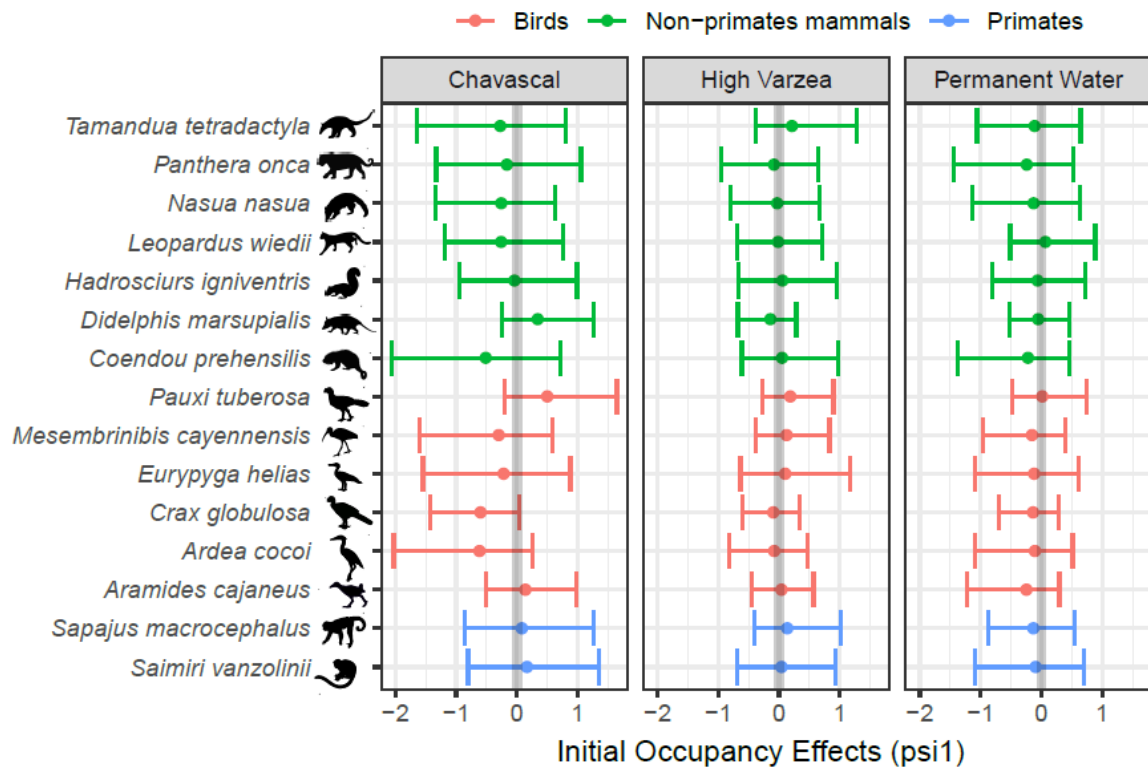 Birds Non−primates mammals Primates
Chavascal High Varzea Permanent Water
Tamandua tetradactyla
Panthera onca
Nasua nasua
Leopardus wiedii
Hadrosciurs igniventris
Didelphis marsupialis
Coendou prehensilis
Pauxi tuberosa
Mesembrinibis cayennensis
Eurypyga helias
Crax globulosa
Ardea cocoi
Aramides cajaneus
Sapajus macrocephalus
Saimiri vanzolinii
−2 −1 0 1 −2 −1 0 1 −2 −1 0 1
Initial Occupancy Effects (psi1)